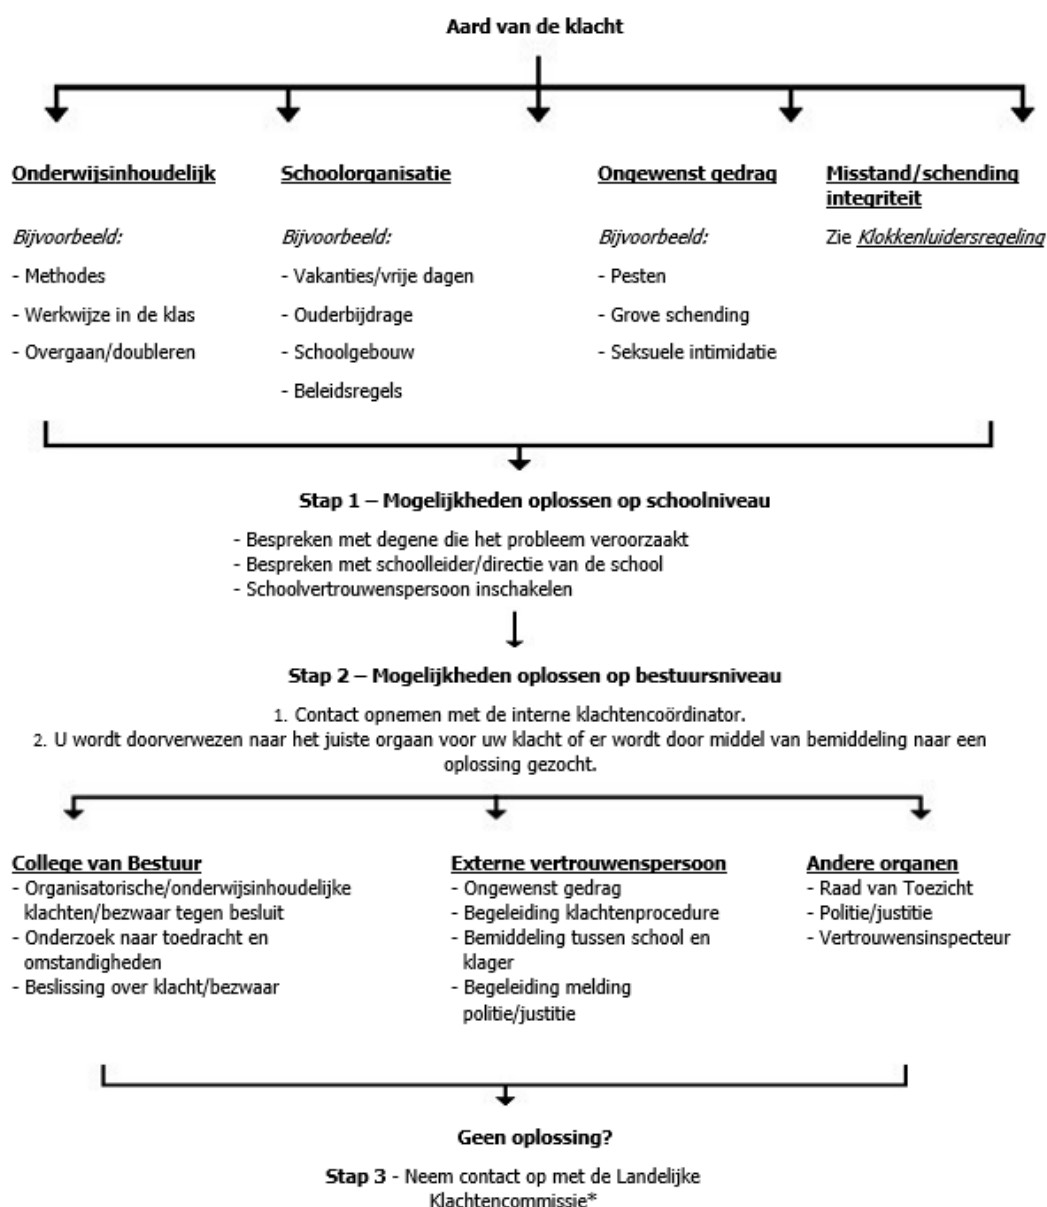 Aard van de klacht
Onderwijsinhoudelijk
Bijvoorbeeld:
- Methodes
- Werkwijze in de klas
- Overgaan/doubleren
Schoolorganisatie
Bijvoorbeeld:
- Vakanties/vrije dagen
- Ouderbijdrage
- Schoolgebouw
- Beleidsregels
Ongewenst gedrag
Bijvoorbeeld:
- Pesten
- Grove schending
- Seksuele intimidatie
Misstand/schending
integriteit
Zie Klokkenluidersregeling
Stap 1 – Mogelijkheden oplossen op schoolniveau
- Bespreken met degene die het probleem veroorzaakt
- Bespreken met schoolleider/directie van de school
- Schoolvertrouwenspersoon inschakelen
Stap 2 – Mogelijkheden oplossen op bestuursniveau
1. Contact opnemen met de interne klachtencoördinator.
2. U wordt doorverwezen naar het juiste orgaan voor uw klacht of er wordt door middel van bemiddeling naar een
oplossing gezocht.
College van Bestuur
- Organisatorische/onderwijsinhoudelijke
klachten/bezwaar tegen besluit
- Onderzoek naar toedracht en
omstandigheden
- Beslissing over klacht/bezwaar
Externe vertrouwenspersoon
- Ongewenst gedrag
- Begeleiding klachtenprocedure
- Bemiddeling tussen school en
klager
- Begeleiding melding
politie/justitie
Andere organen
- Raad van Toezicht
- Politie/justitie
- Vertrouwensinspecteur
Geen oplossing?
Stap 3 - Neem contact op met de Landelijke
Klachtencommissie*